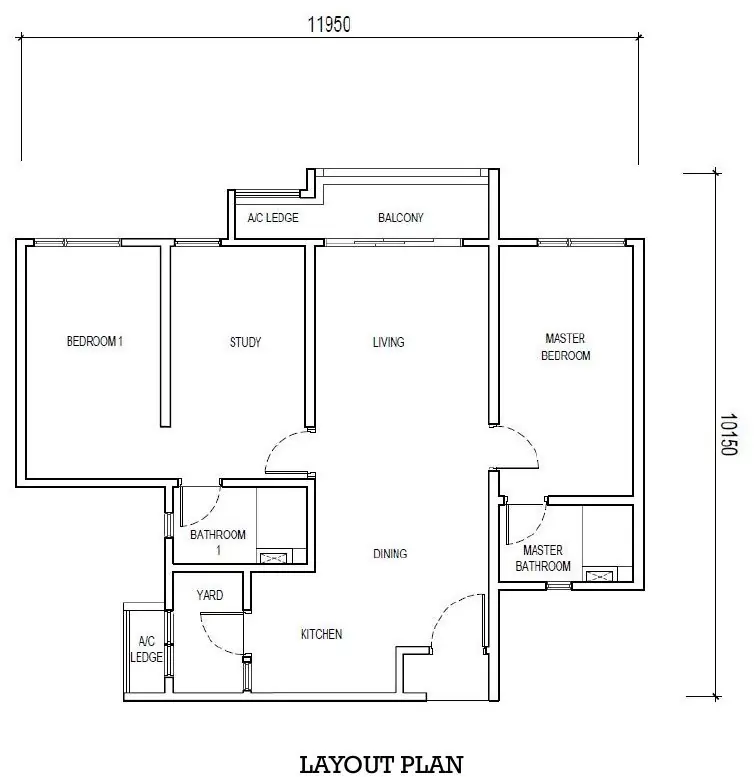 11950
A/C LEDGE
BALCONY
BEDROOM 1
STUDY
LIVING
MASTER
BEDROOM
10150
BATHROOM
1
DINING
MASTER
BATHROOM
YARD
KITCHEN
A/C
LEDGE
LAYOUT PLAN